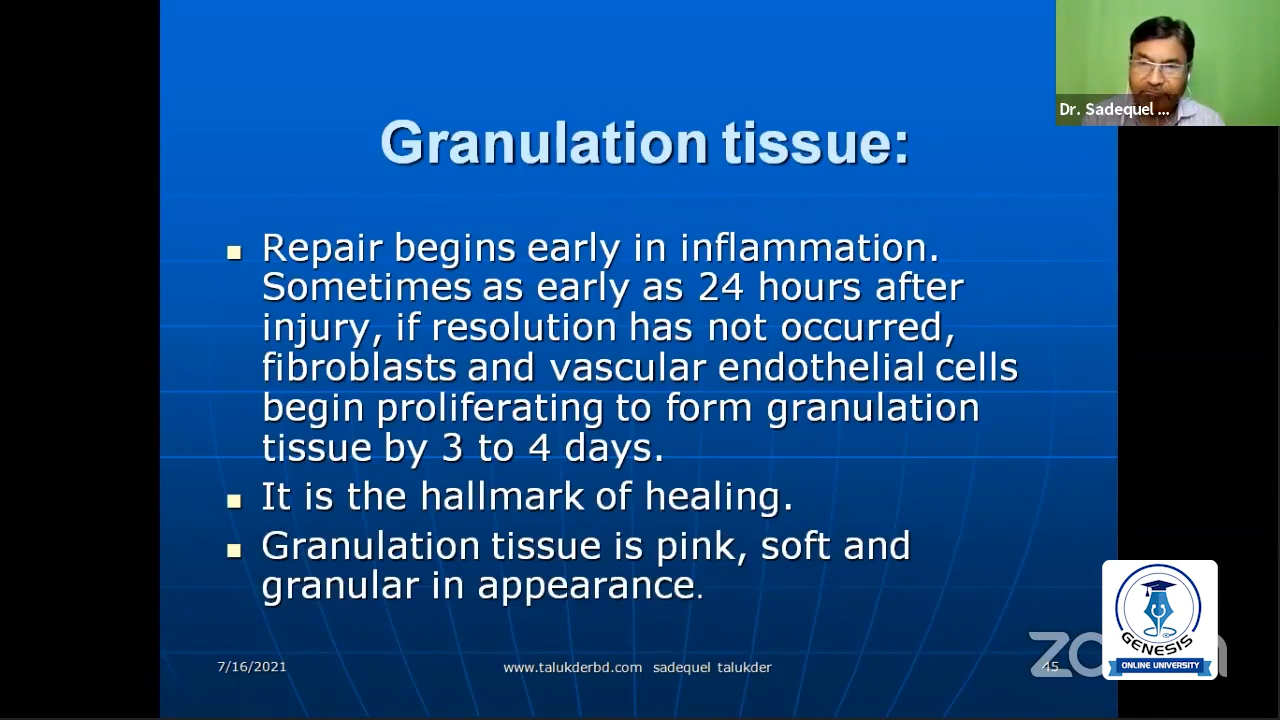 Dr. Sadequel ...
Granulation tissue:
Repair begins early in inflammation.
Sometimes as early as 24 hours after
injury, if resolution has not occurred,
fibroblasts and vascular endothelial cells
begin proliferating to form granulation
tissue by 3 to 4 days.
It is the hallmark of healing.
Granulation tissue is pink, soft and
granular in appearance.
GENESIS
ONLINE UNIVERSITY
7/16/2021
www.talukderbd.com sadequel talukder
45